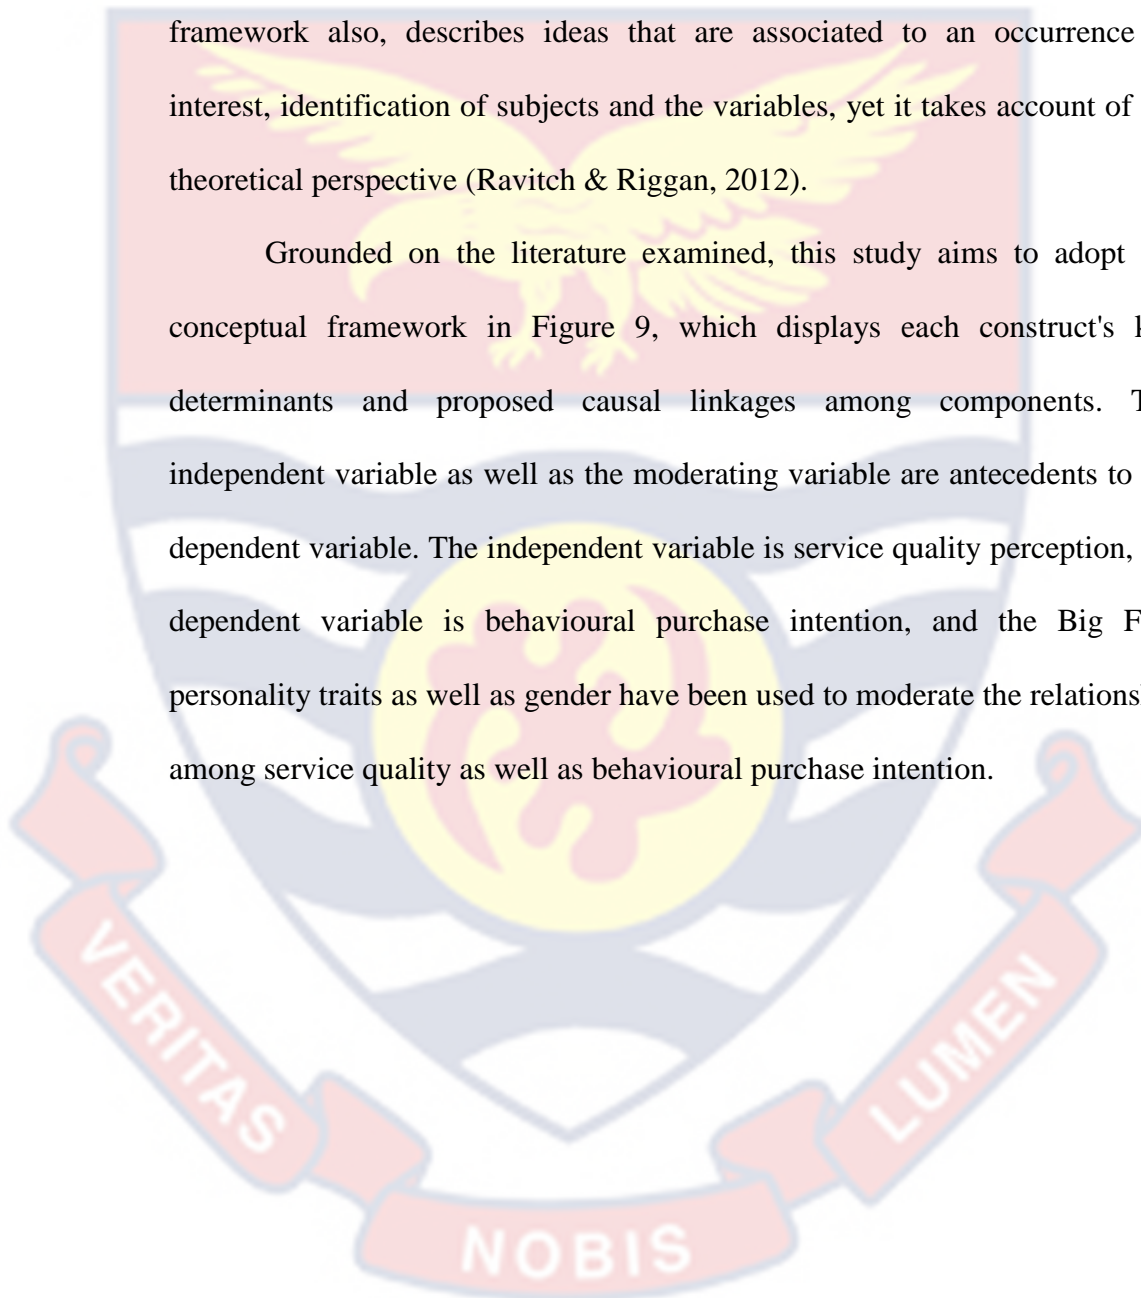 framework also, describes ideas that are associated to an occurrence
interest, identification of subjects and the variables, yet it takes account of
theoretical perspective (Ravitch & Riggan, 2012).
Grounded on the literature examined, this study aims to adopt
conceptual framework in Figure 9, which displays each construct's
determinants and proposed causal linkages among components.
independent variable as well as the moderating variable are antecedents to
dependent variable. The independent variable is service quality perception,
dependent variable is behavioural purchase intention, and the Big
personality traits as well as gender have been used to moderate the
among service quality as well as behavioural purchase intention.
VERITAS
NOBIS
LUMEN